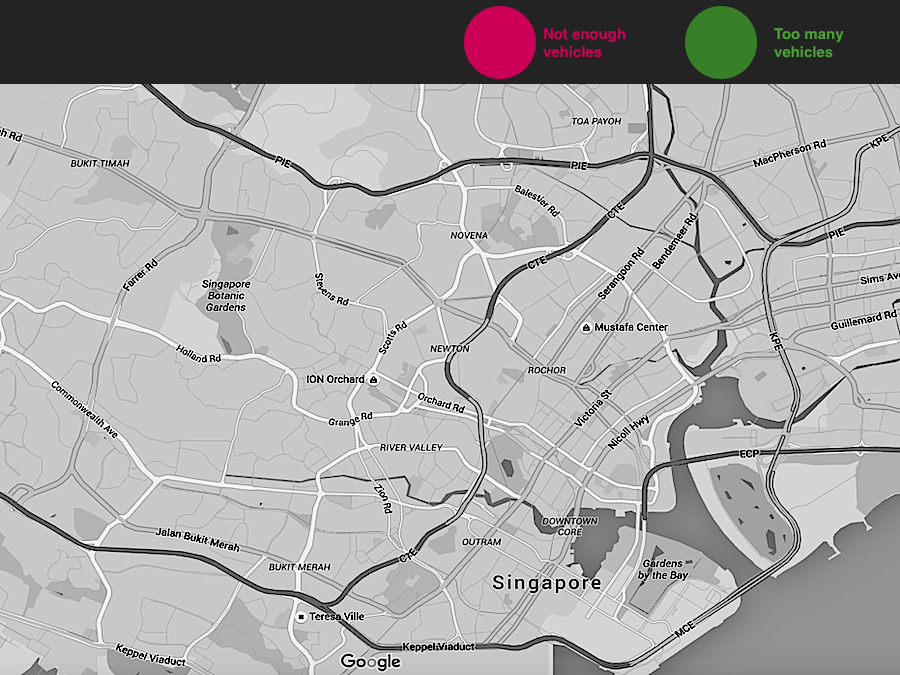 Not enough
vehicles
Too many
vehicles
TOA PAYOH
h Rd
KPE
MacPherson Rd
BUKIT TIMAH
PIE
PIE
Balestier Rd
CTE
Bendemeer Rd
NOVENA
PIE
CTE
Farrer Rd
Serangoon Rd
Singapore
Botanic
Gardens
Stevens Rd
Sims Ave
Guillemard Rd
Mustafa Center
Scotts Rd
KPE
NEWTON
Holland Rd
ROCHOR
ION Orchard
Orchard Rd
Victoria St
Commonwealth Ave
Grange Rd
Nicoll Hwy
RIVER VALLEY
ECP
Zion Rd
DOWNTOWN
CORE
Jalan Bukit Merah
OUTRAM
CTE
BUKIT MERAH
Gardens
by the Bay
Singapore
Teresa Ville
MCE
Keppel Viaduct
Keppel Viaduct
Google